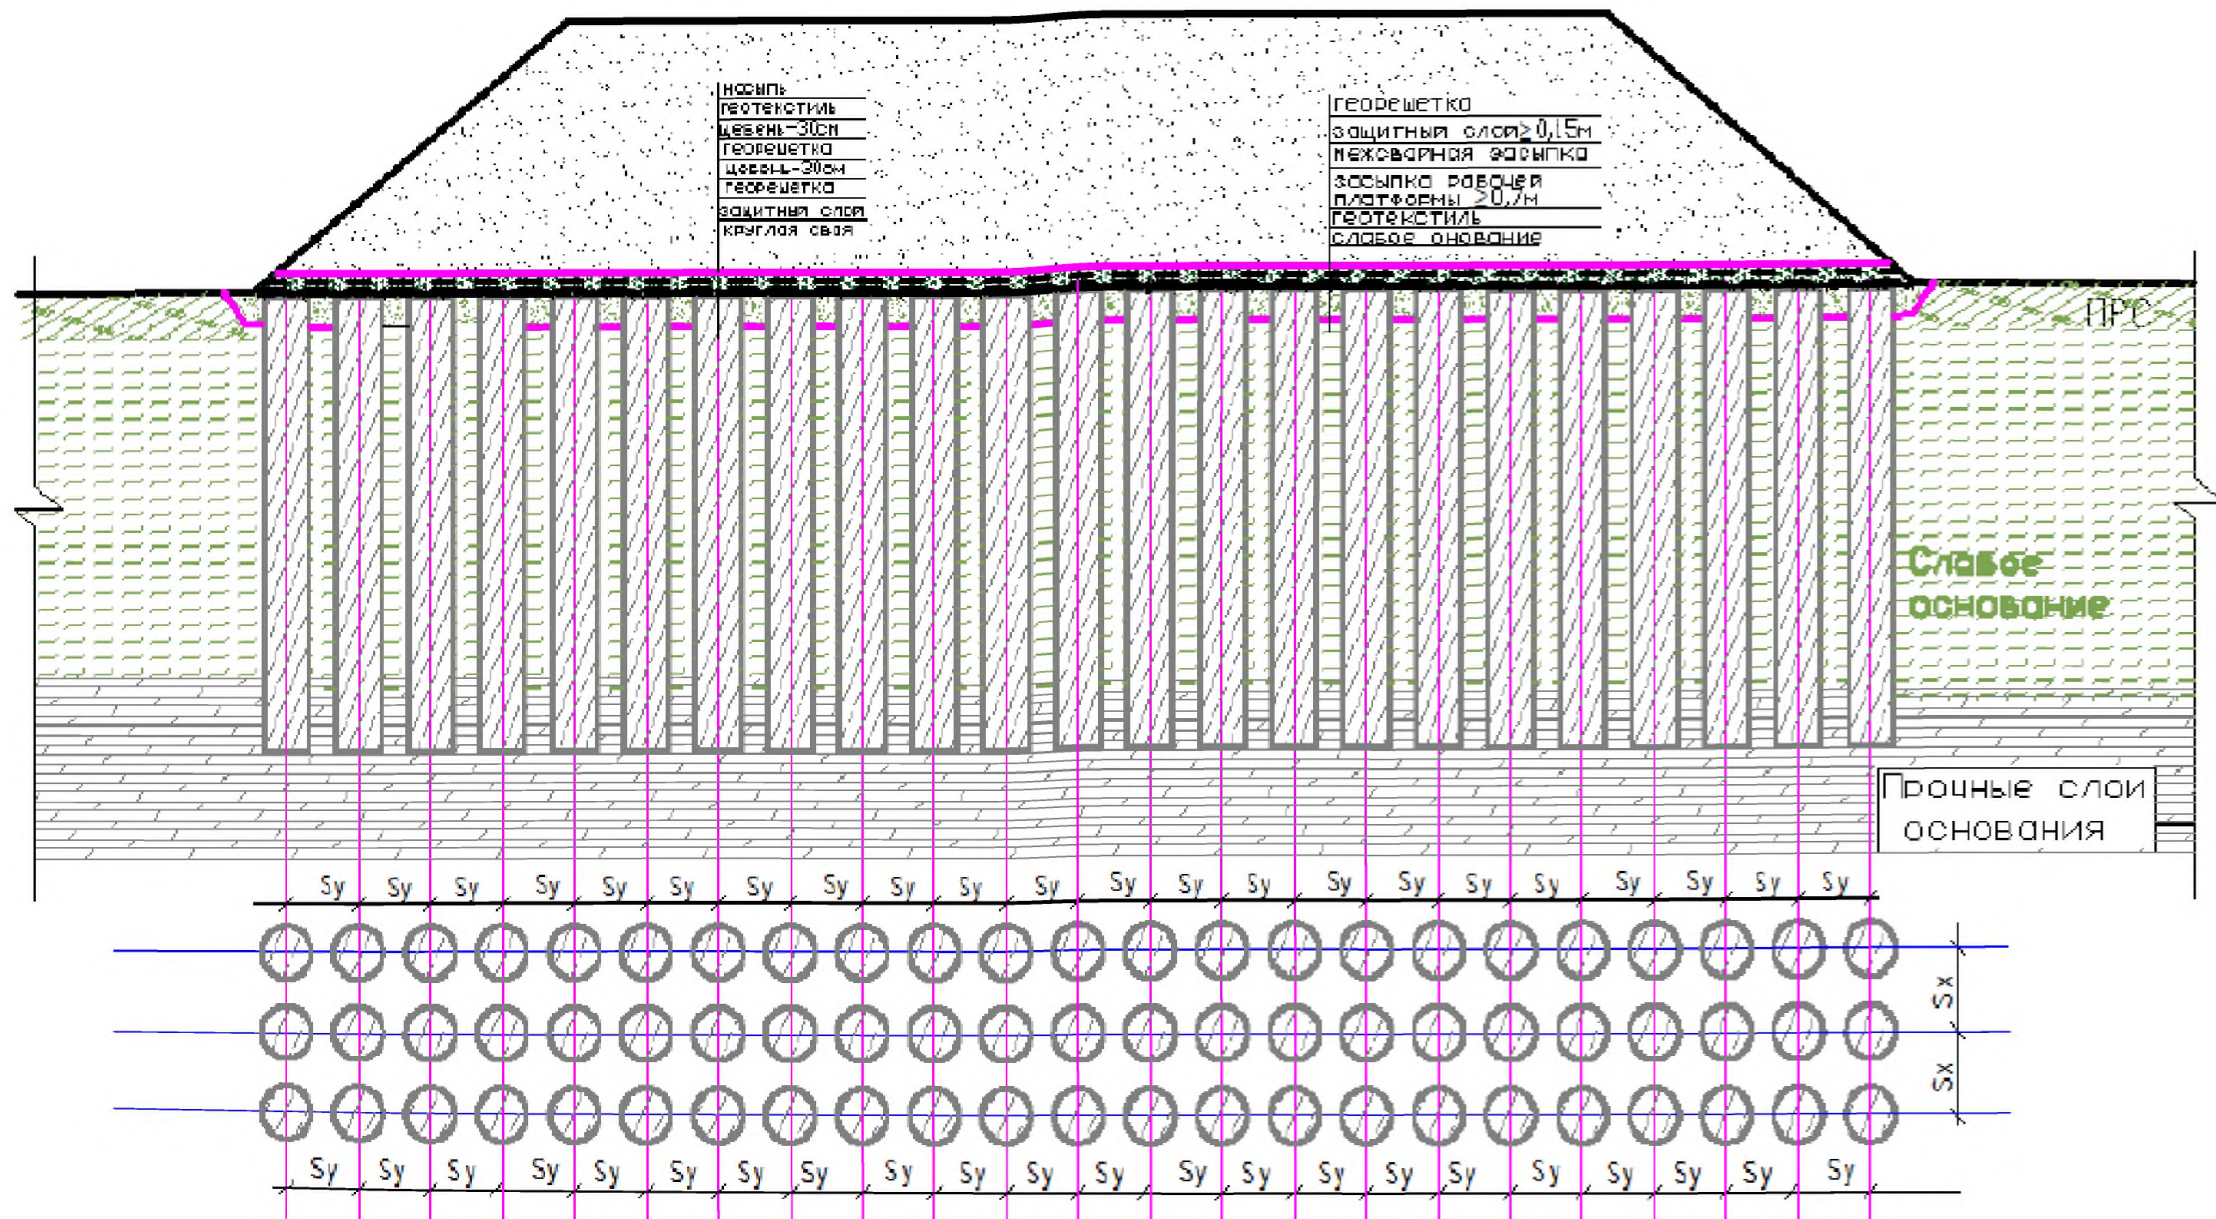 насыпь
геотекстиль
щебень-30см
георешетка
щебень-30см
георешетка
защитный слой
круглая свая
георешетка
защитный слой≥0,15м
межсвайная засыпка
засыпка рабочей
платформы ≥0,7м
геотекстиль
слабое онование
ПРС
Слабое
основание
Прочные слои
основания
Sy Sy Sy Sy Sy Sy Sy Sy Sy Sy Sy Sy Sy Sy Sy Sy Sy Sy Sy Sy Sy Sy
Sx
Sx
Sy Sy Sy Sy Sy Sy Sy Sy Sy Sy Sy Sy Sy Sy Sy Sy Sy Sy Sy Sy Sy Sy